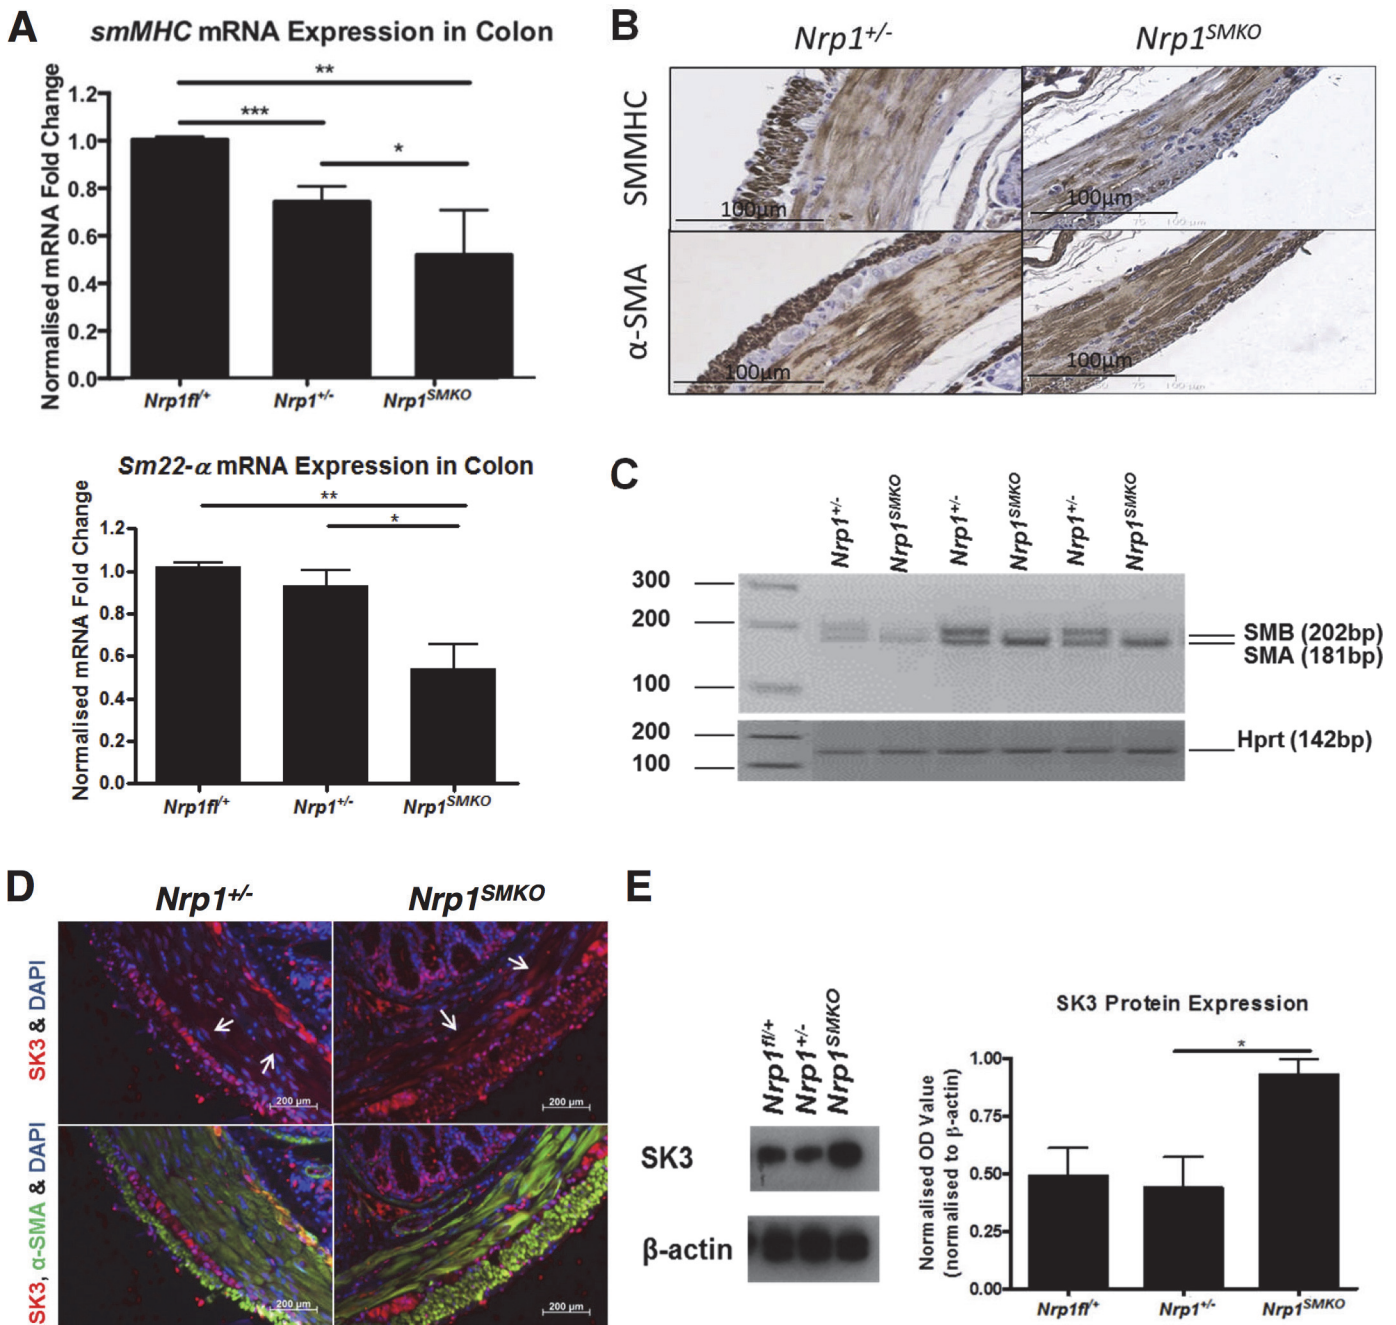 A
smMHC mRNA Expression in Colon
Normalised mRNA Fold Change
1.2
1.0
0.8
0.6
0.4
0.2
0.0
**
***
*
Nrp1fl/+
Nrp1+/-
Nrp1SMKO
Sm22-α mRNA Expression in Colon
Normalised mRNA Fold Change
1.2
1.0
0.8
0.6
0.4
0.2
0.0
**
*
Nrp1fl/+
Nrp1+/-
Nrp1SMKO
B
Nrp1+/-
Nrp1SMKO
SMMHC
100µm
100µm
75 100µm
α-SMA
100µm
100µm
75 100µm
C
Nrp1+/-
Nrp1SMKO
Nrp1+/-
Nrp1SMKO
Nrp1+/-
Nrp1SMKO
300
200
100
SMB (202bp)
SMA (181bp)
200
100
Hprt (142bp)
D
Nrp1+/-
Nrp1SMKO
SK3 & DAPI
200 µm
200 µm
SK3, α-SMA & DAPI
200 µm
200 µm
E
Nrp1fl/+
Nrp1+/-
Nrp1SMKO
SK3
β-actin
SK3 Protein Expression
Normalised OD Value
(normalised to β-actin)
1.00
0.75
0.50
0.25
0.00
*
Nrp1fl/+
Nrp1+/-
Nrp1SMKO